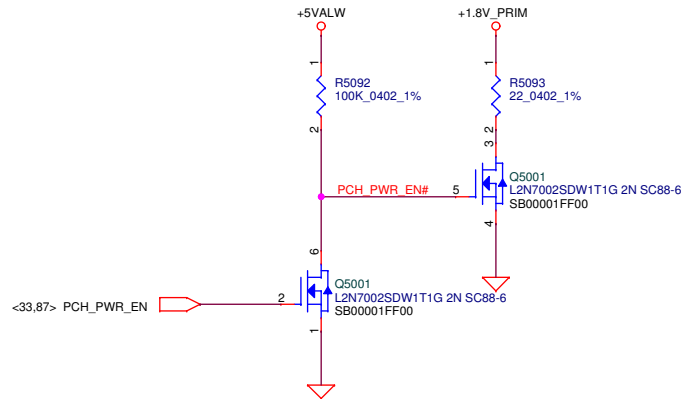 +5VALW
+1.8V_PRIM
1
1
R5092
100K_0402_1%
R5093
22_0402_1%
2
2
3
Q5001
L2N7002SDW1T1G 2N SC88-6
SB00001FF00
PCH_PWR_EN#
5
4
6
Q5001
L2N7002SDW1T1G 2N SC88-6
SB00001FF00
<33,87> PCH_PWR_EN
2
1